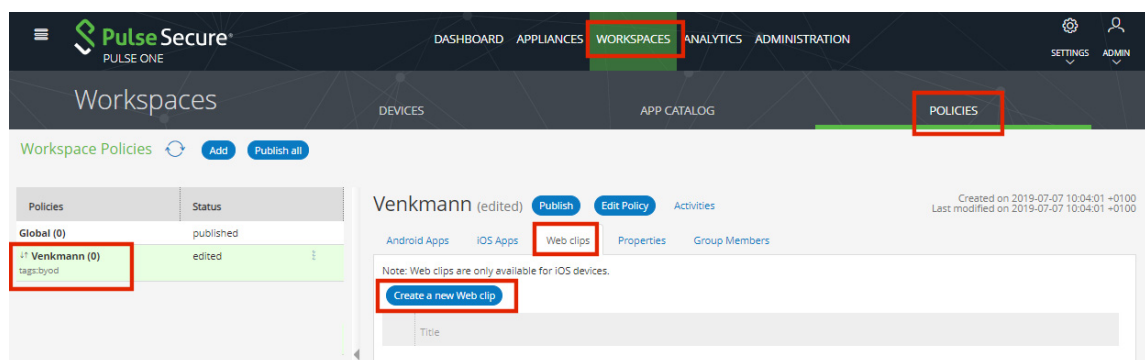 Pulse Secure®
PULSE ONE
DASHBOARD APPLIANCES WORKSPACES ANALYTICS ADMINISTRATION
SETTINGS ADMIN
Workspaces DEVICES APP CATALOG POLICIES
Workspace Policies Add Publish all
Policies Status
Global (0) published
↓↑ Venkmann (0) edited
tags:byod
Venkmann (edited) Publish Edit Policy Activities
Created on 2019-07-07 10:04:01 +0100
Last modified on 2019-07-07 10:04:01 +0100
Android Apps iOS Apps Web clips Properties Group Members
Note: Web clips are only available for iOS devices.
Create a new Web clip
Title